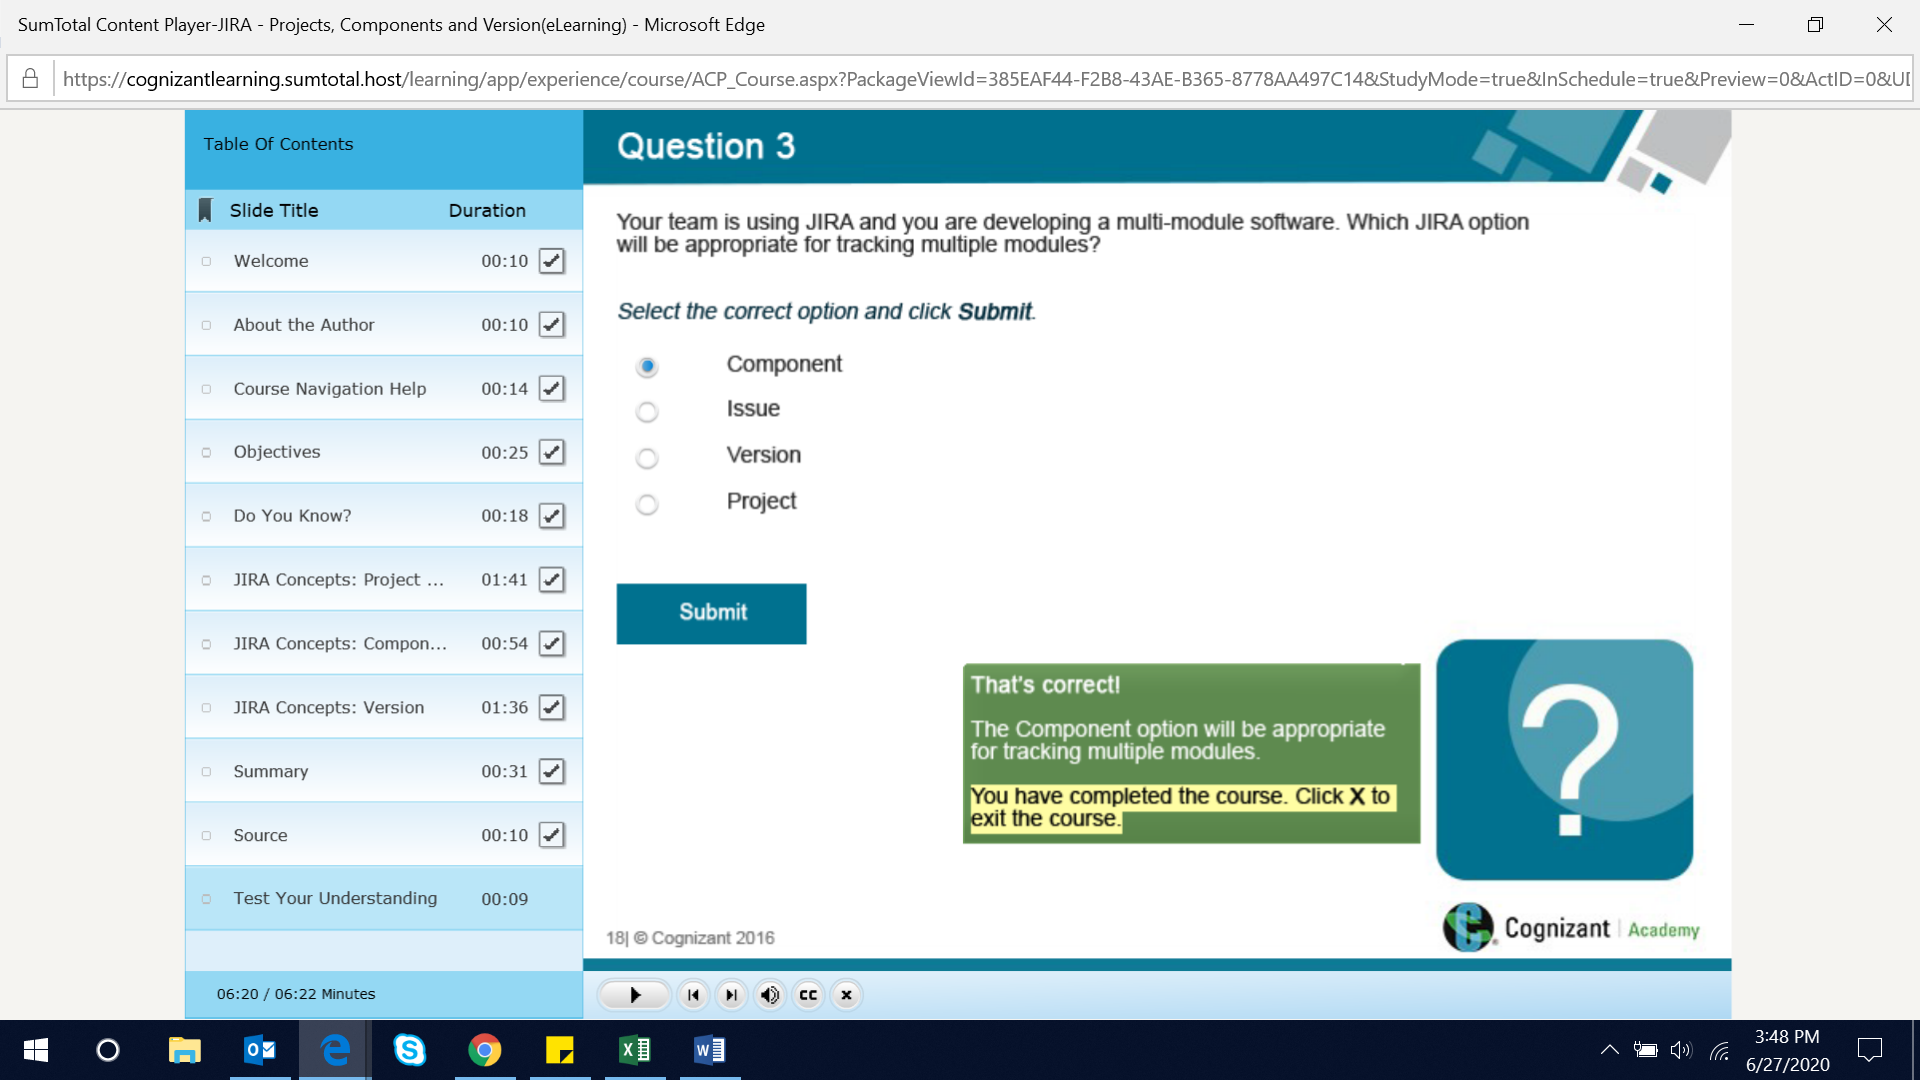 SumTotal Content Player-JIRA - Projects, Components and Version(eLearning) - Microsoft Edge
https://cognizantlearning.sumtotal.host/learning/app/experience/course/ACP_Course.aspx?PackageViewId=385EAF44-F2B8-43AE-B365-8778AA497C14&StudyMode=true&InSchedule=true&Preview=0&ActID=0&UI
Table Of Contents
Slide Title Duration
Welcome 00:10
About the Author 00:10
Course Navigation Help 00:14
Objectives 00:25
Do You Know? 00:18
JIRA Concepts: Project ... 01:41
JIRA Concepts: Compon... 00:54
JIRA Concepts: Version 01:36
Summary 00:31
Source 00:10
Test Your Understanding 00:09
06:20 / 06:22 Minutes
Question 3
Your team is using JIRA and you are developing a multi-module software. Which JIRA option
will be appropriate for tracking multiple modules?
Select the correct option and click Submit.
Component
Issue
Version
Project
Submit
That's correct!
The Component option will be appropriate
for tracking multiple modules.
You have completed the course. Click X to
exit the course.
?
Cognizant | Academy
18| © Cognizant 2016
CC
3:48 PM
6/27/2020